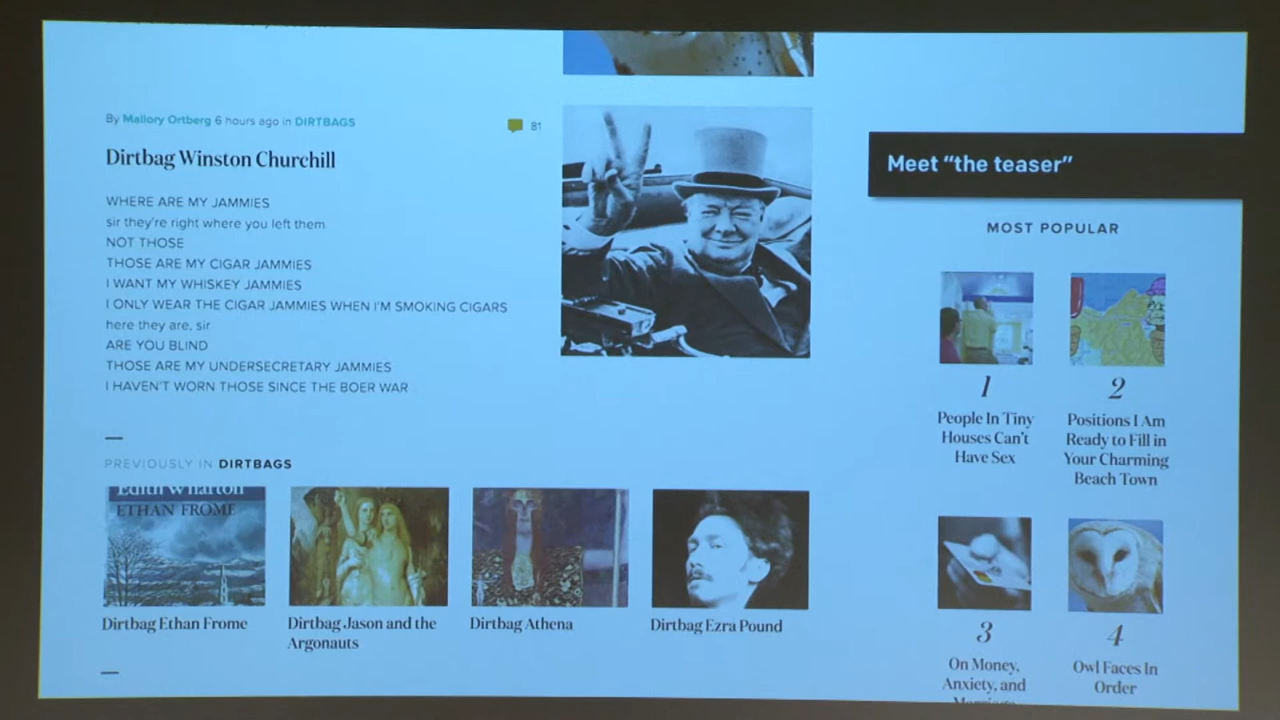 By Mallory Ortberg 6 hours ago in DIRTBAGS
81
Dirtbag Winston Churchill
WHERE ARE MY JAMMIES
sir they're right where you left them
NOT THOSE
THOSE ARE MY CIGAR JAMMIES
I WANT MY WHISKEY JAMMIES
I ONLY WEAR THE CIGAR JAMMIES WHEN I'M SMOKING CIGARS
here they are, sir
ARE YOU BLIND
THOSE ARE MY UNDERSECRETARY JAMMIES
I HAVEN'T WORN THOSE SINCE THE BOER WAR
PREVIOUSLY IN DIRTBAGS
Edith Wharton
ETHAN FROME
Dirtbag Ethan Frome
Dirtbag Jason and the
Argonauts
Dirtbag Athena
Dirtbag Ezra Pound
Meet “the teaser”
MOST POPULAR
1
People In Tiny
Houses Can't
Have Sex
2
Positions I Am
Ready to Fill in
Your Charming
Beach Town
3
On Money,
Anxiety, and
4
Owl Faces In
Order